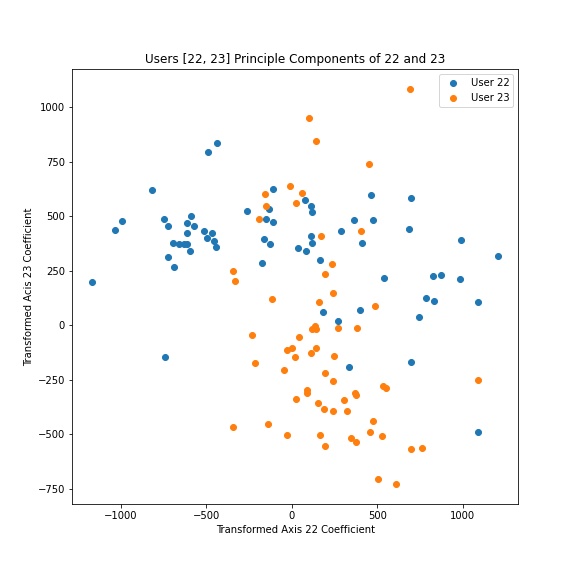 Users [22, 23] Principle Components of 22 and 23
User 22
User 23
1000
750
500
250
0
−250
−500
−750
Transformed Acis 23 Coefficient
−1000
−500
0
500
1000
Transformed Axis 22 Coefficient